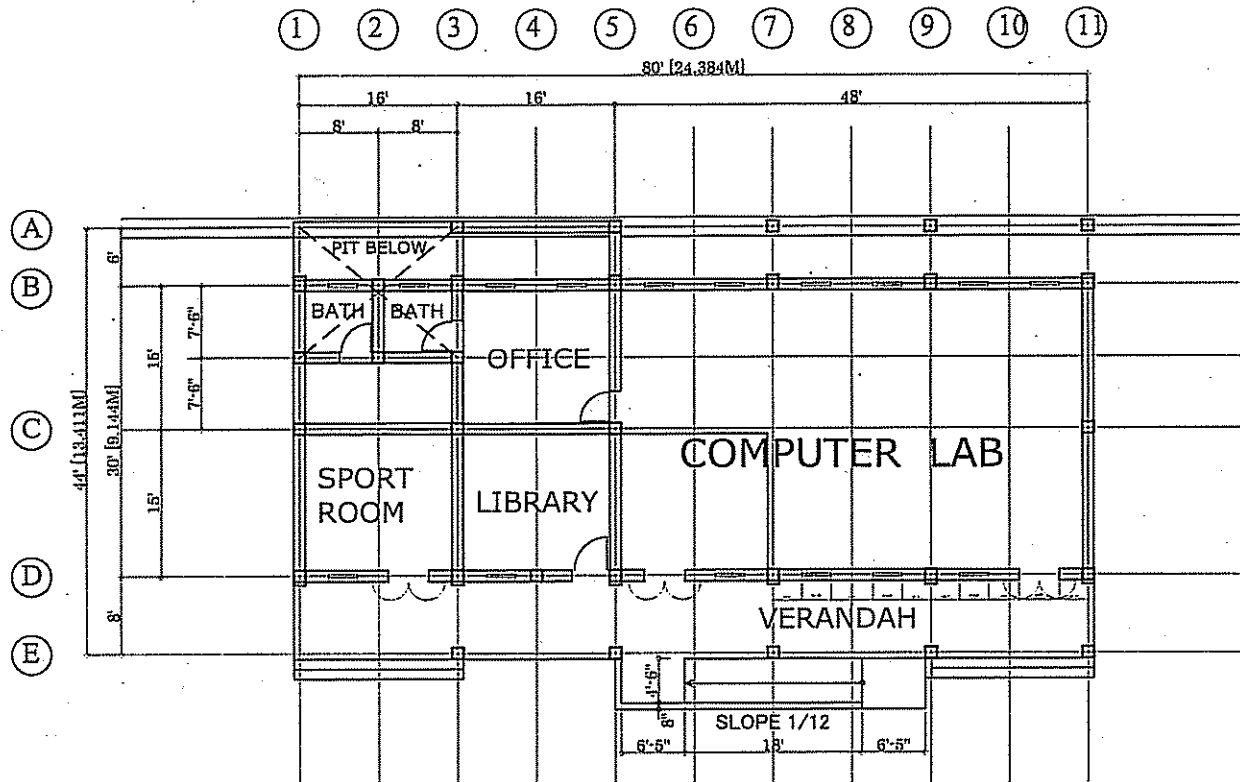 1 2 3 4 5 6 7 8 9 10 11
80' [24.384M]
16' 16' 48'
8' 8'
A
6'
PIT BELOW
B
BATH BATH
7'-6"
15'
OFFICE
7'-6"
44' [13.411M]
30' [9.144M]
C
COMPUTER LAB
SPORT
ROOM
LIBRARY
15'
D
8'
VERANDAH
E
4'-6"
8"
SLOPE 1/12
6'-5" 18' 6'-5"